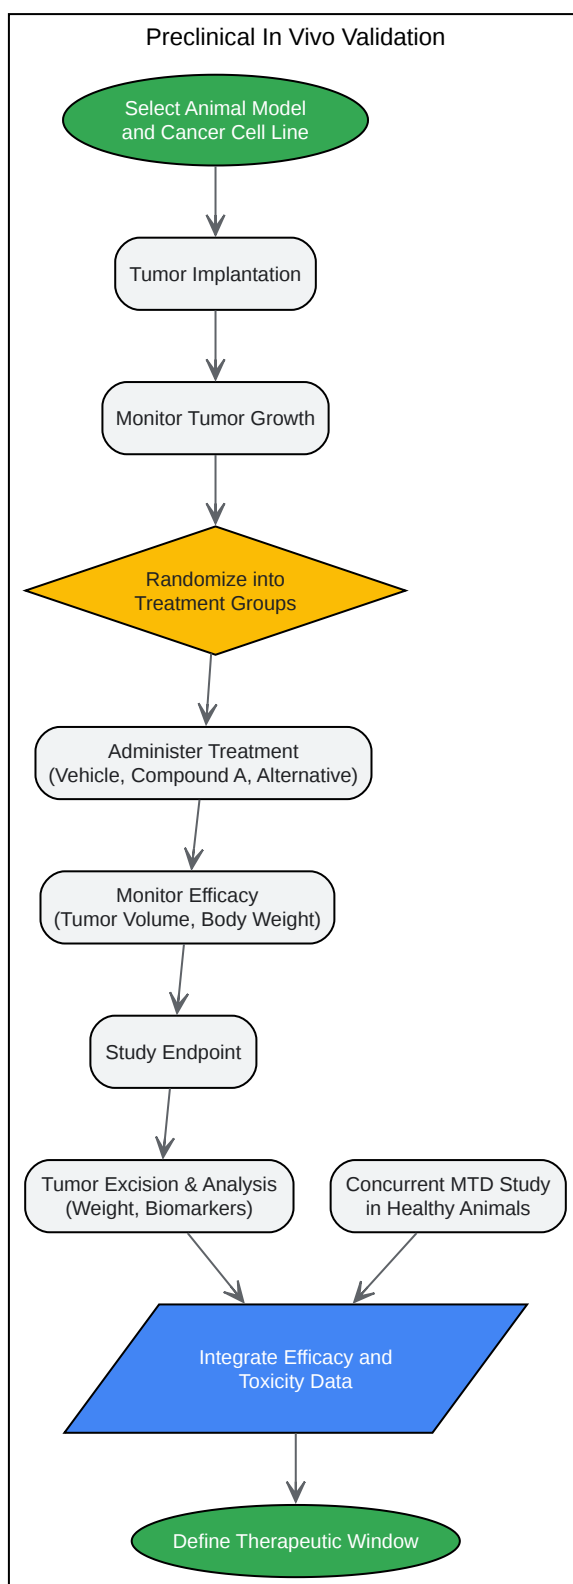 Preclinical In Vivo Validation
Select Animal Model
and Cancer Cell Line
Tumor Implantation
Monitor Tumor Growth
Randomize into
Treatment Groups
Administer Treatment
(Vehicle, Compound A, Alternative)
Monitor Efficacy
(Tumor Volume, Body Weight)
Study Endpoint
Tumor Excision & Analysis
(Weight, Biomarkers)
Concurrent MTD Study
in Healthy Animals
Integrate Efficacy and
Toxicity Data
Define Therapeutic Window